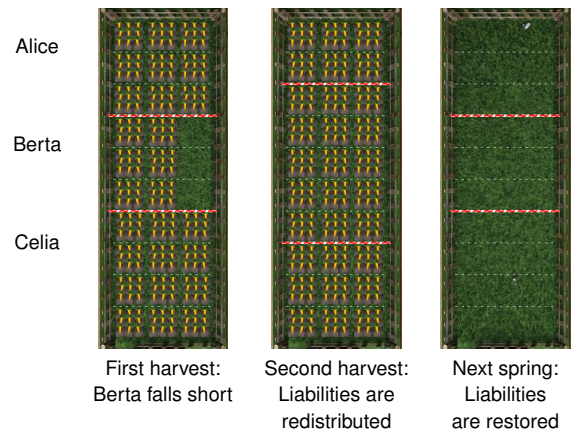 Alice
Berta
Celia
First harvest:
Berta falls short
Second harvest:
Liabilities are
redistributed
Next spring:
Liabilities
are restored